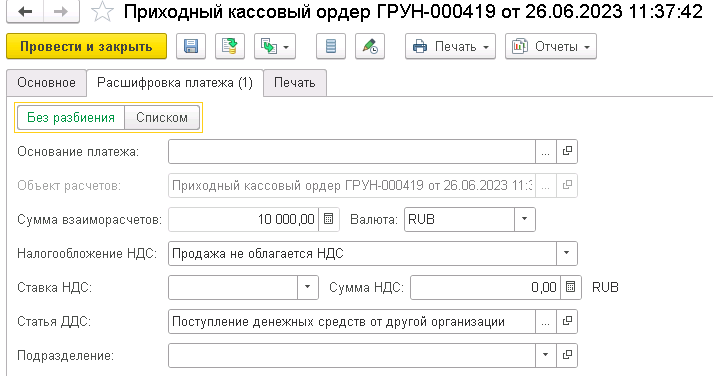 Приходный кассовый ордер ГРУН-000419 от 26.06.2023 11:37:42
Провести и закрыть Печать Отчеты
Основное Расшифровка платежа (1) Печать
Без разбиения Списком
Основание платежа: ...
Объект расчетов: Приходный кассовый ордер ГРУН-000419 от 26.06.2023 11:3 ...
Сумма взаиморасчетов: 10 000,00 Валюта: RUB
Налогообложение НДС: Продажа не облагается НДС
Ставка НДС: Сумма НДС: 0,00 RUB
Статья ДДС: Поступление денежных средств от другой организации ...
Подразделение: